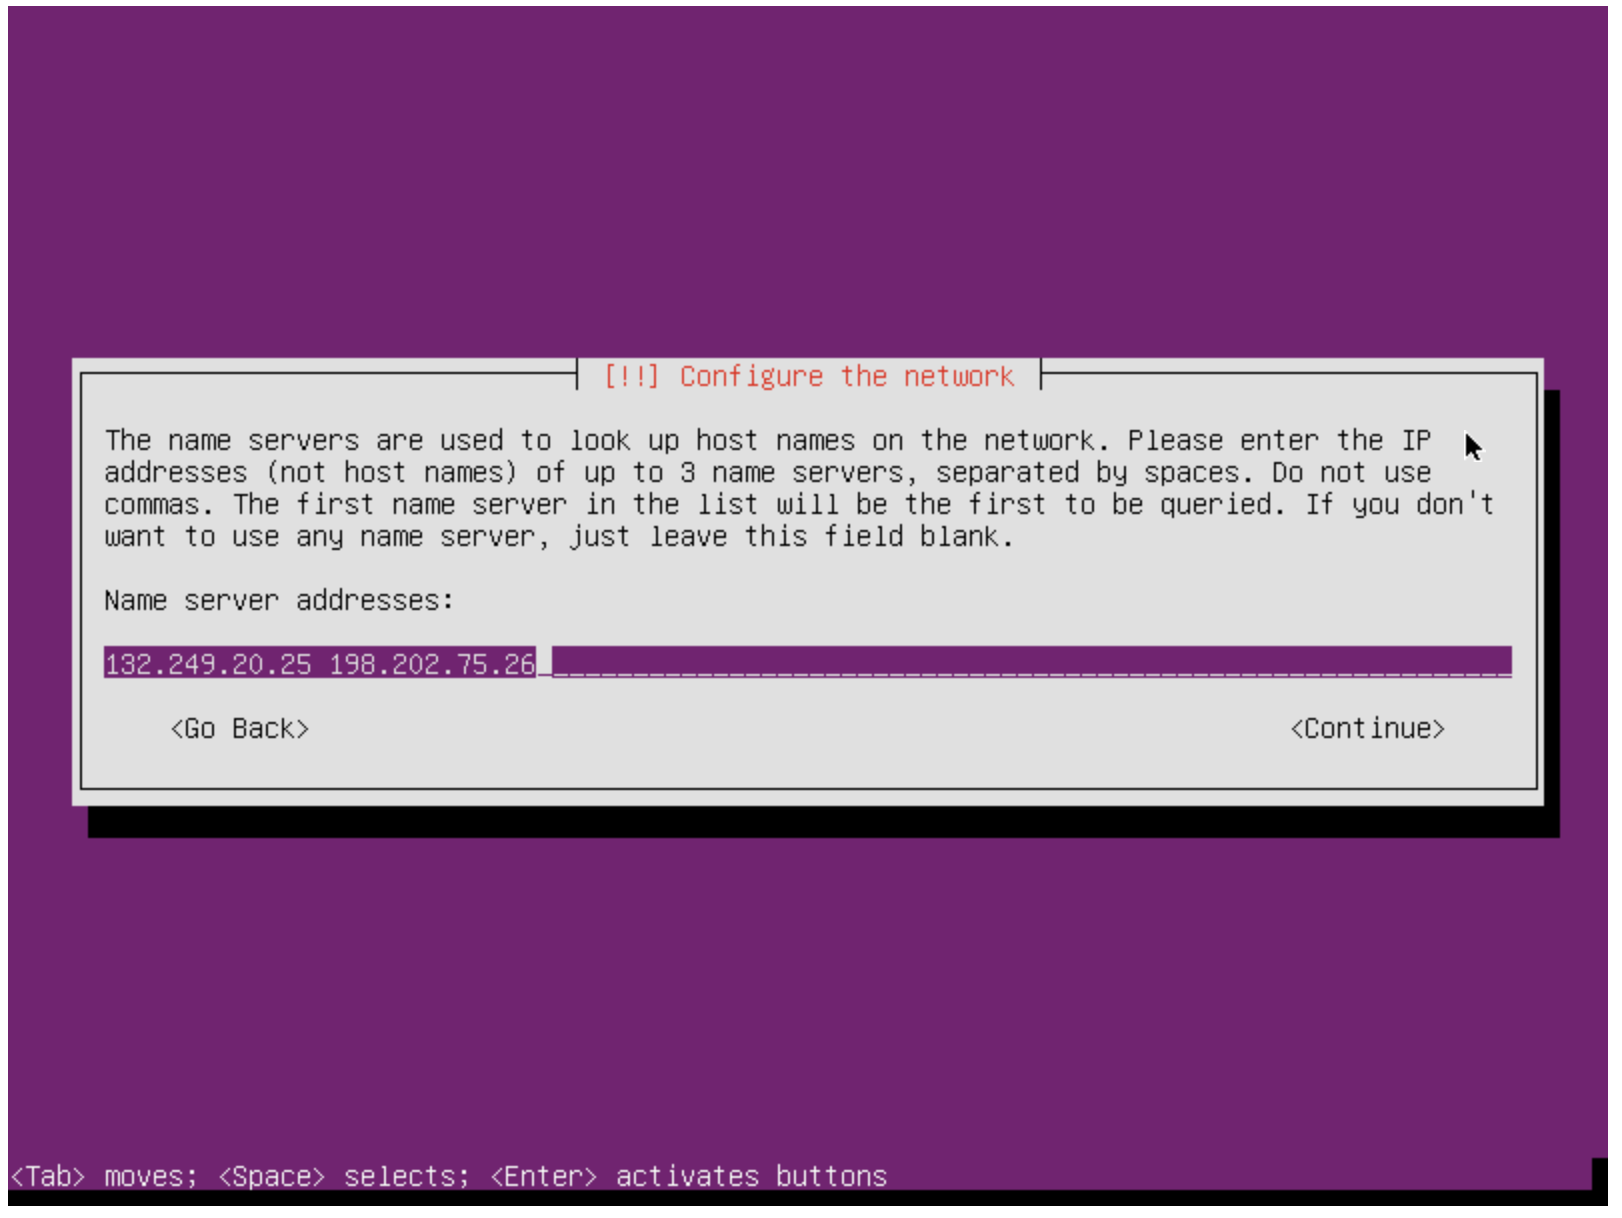 [!!] Configure the network
The name servers are used to look up host names on the network. Please enter the IP
addresses (not host names) of up to 3 name servers, separated by spaces. Do not use
commas. The first name server in the list will be the first to be queried. If you don't
want to use any name server, just leave this field blank.
Name server addresses:
132.249.20.25 198.202.75.26
<Go Back> <Continue>
<Tab> moves; <Space> selects; <Enter> activates buttons